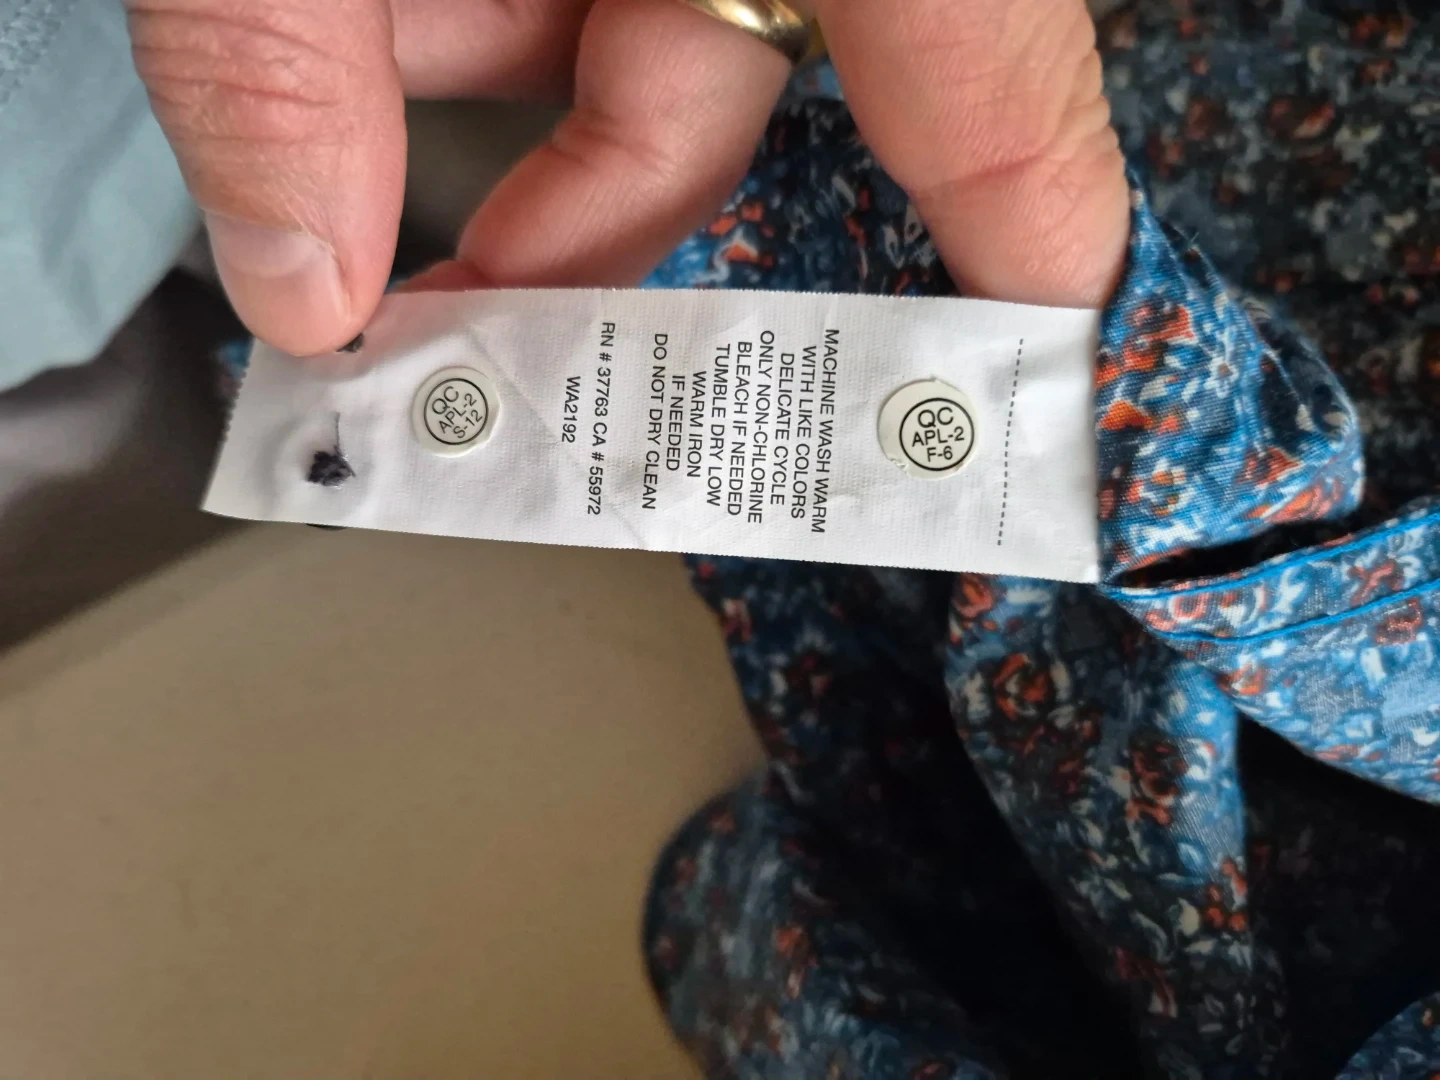 QC
APL-2
F-6
MACHINE WASH WARM
WITH LIKE COLORS
DELICATE CYCLE
ONLY NON-CHLORINE
BLEACH IF NEEDED
TUMBLE DRY LOW
WARM IRON
IF NEEDED
DO NOT DRY CLEAN
RN # 37763 CA # 55972
WA2192
QC
APL-2
S-12